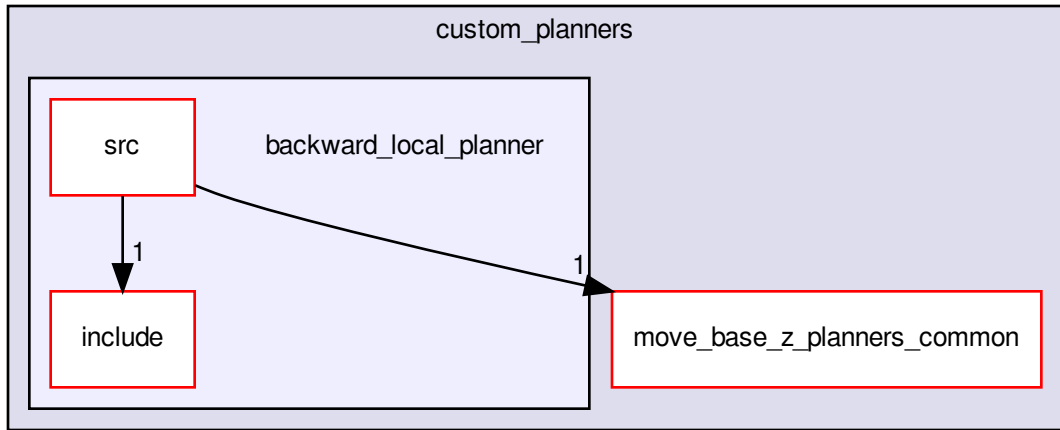 custom_planners
src
backward_local_planner
1
1
include
move_base_z_planners_common